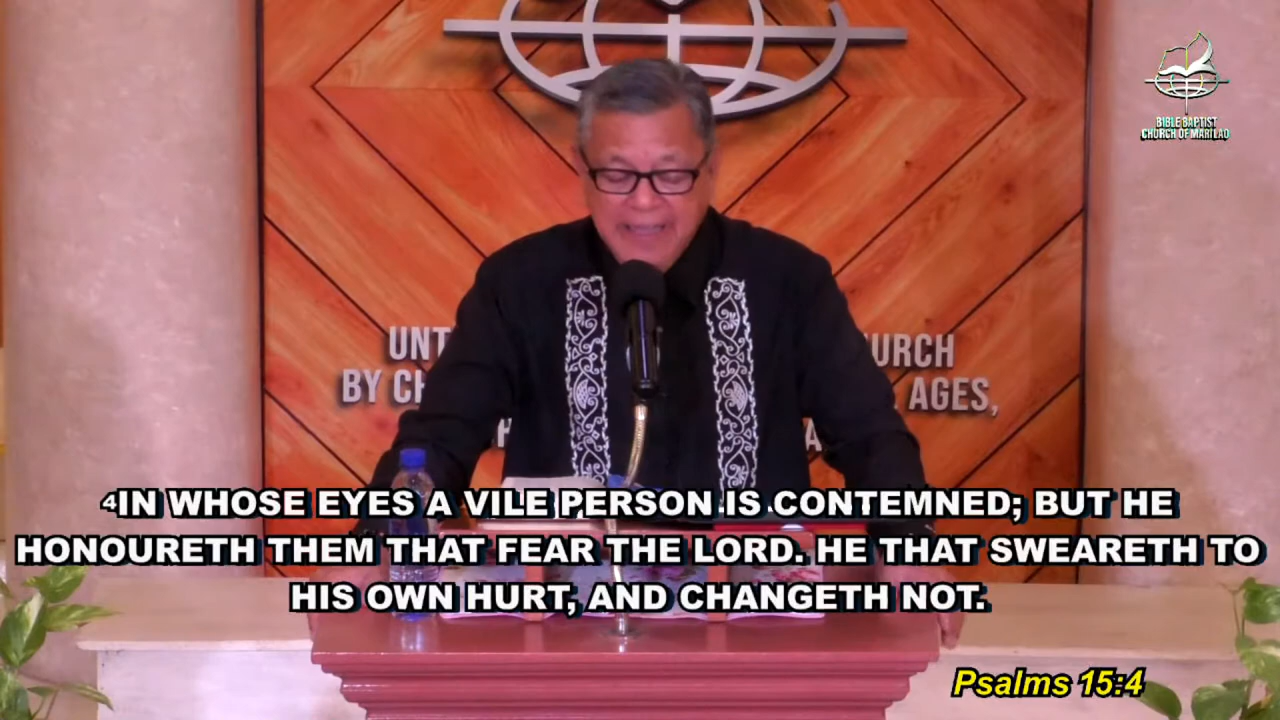 BIBLE BAPTIST
CHURCH OF MARILAO
UNT URCH
BY CH AGES,
⁴IN WHOSE EYES A VILE PERSON IS CONTEMNED; BUT HE
HONOURETH THEM THAT FEAR THE LORD. HE THAT SWEARETH TO
HIS OWN HURT, AND CHANGETH NOT.
Psalms 15:4